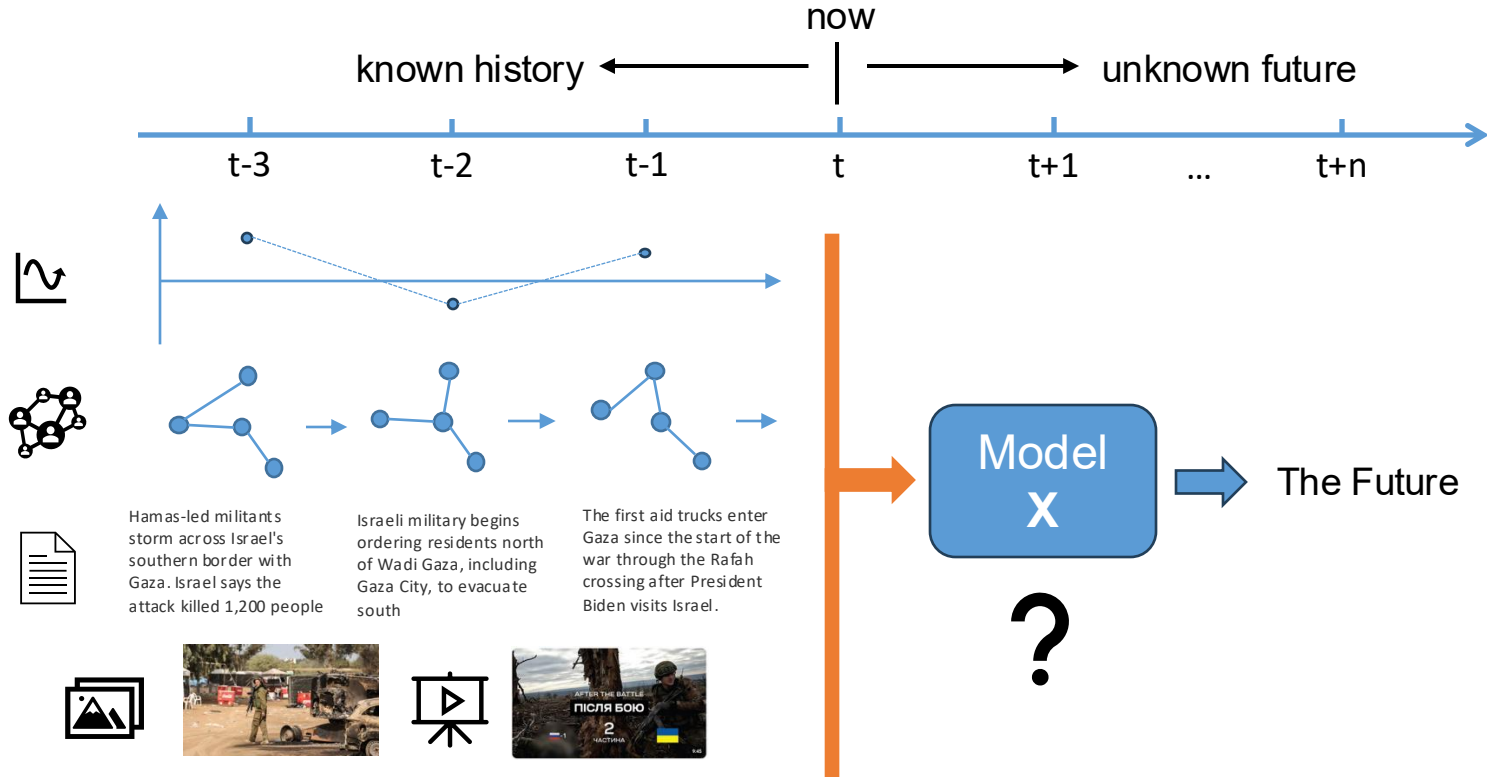 now
known history
unknown future
t-3
t-2
t-1
t
t+1
...
t+n
Model
X
The Future
Hamas-led militants
storm across Israel's
southern border with
Gaza. Israel says the
attack killed 1,200 people
Israeli military begins
ordering residents north
of Wadi Gaza, including
Gaza City, to evacuate
south
The first aid trucks enter
Gaza since the start of the
war through the Rafah
crossing after President
Biden visits Israel.
?
AFTER THE BATTLE
ПІСЛЯ БОЮ
2
ЧАСТИНА
-1
9:45